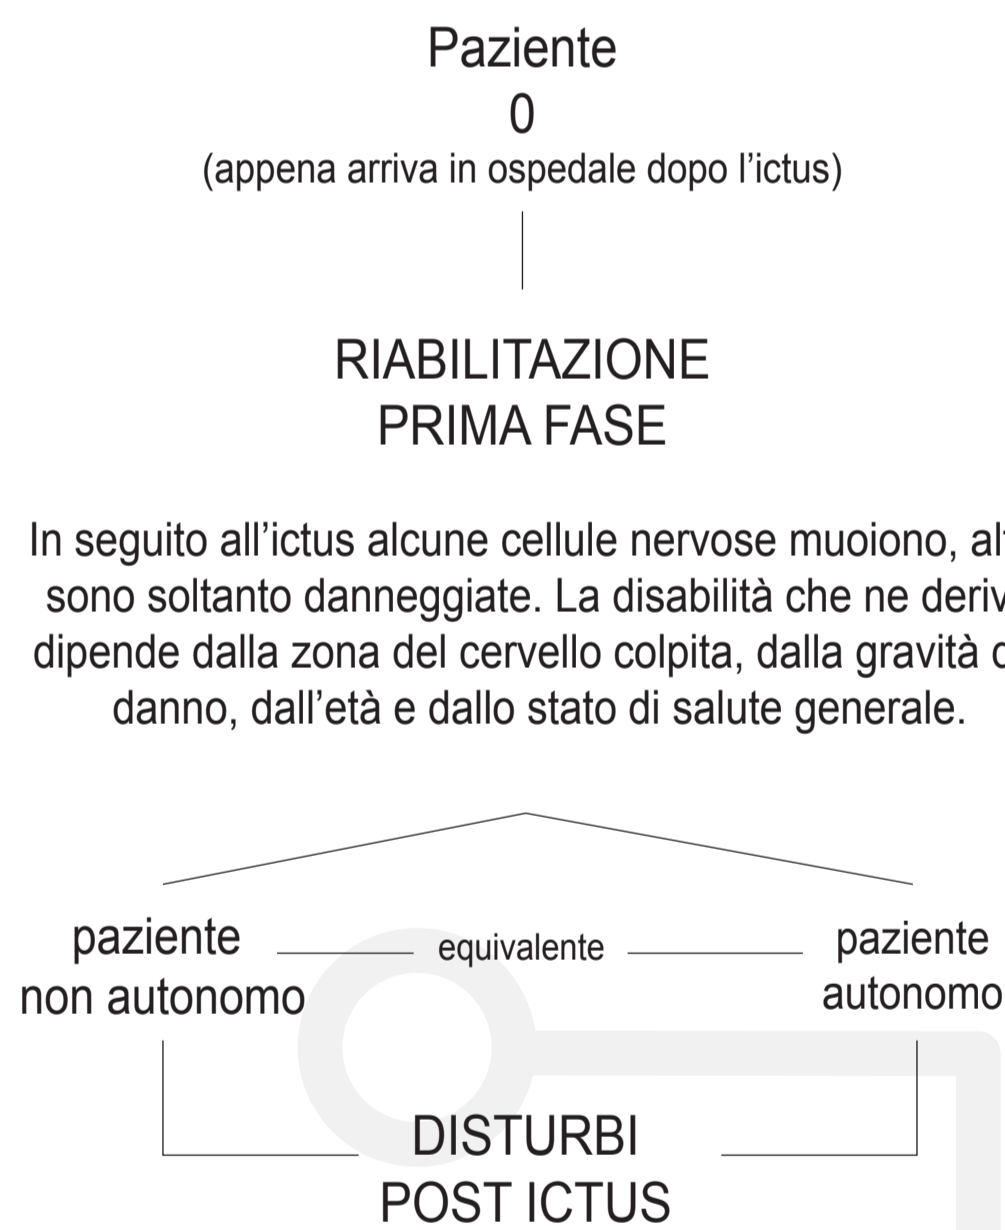 Paziente
0
(appena arriva in ospedale dopo l’ictus)
RIABILITAZIONE
PRIMA FASE
In seguito all’ictus alcune cellule nervose muoiono,
sono soltanto danneggiate. La disabilità che ne
dipende dalla zona del cervello colpita, dalla gravità
danno, dall’età e dallo stato di salute generale.
paziente
non autonomo
equivalente
paziente
autonomo
DISTURBI
POST ICTUS